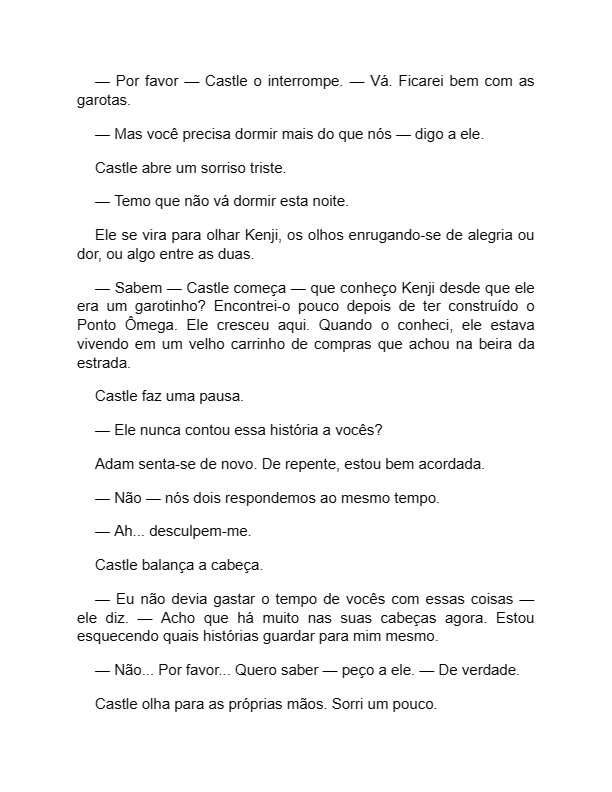 — Por favor — Castle o interrompe. — Vá. Ficarei bem com as
garotas.
— Mas você precisa dormir mais do que nós — digo a ele.
Castle abre um sorriso triste.
— Temo que não vá dormir esta noite.
Ele se vira para olhar Kenji, os olhos enrugando-se de alegria ou
dor, ou algo entre as duas.
— Sabem — Castle começa — que conheço Kenji desde que ele
era um garotinho? Encontrei-o pouco depois de ter construído o
Ponto Ômega. Ele cresceu aqui. Quando o conheci, ele estava
vivendo em um velho carrinho de compras que achou na beira da
estrada.
Castle faz uma pausa.
— Ele nunca contou essa história a vocês?
Adam senta-se de novo. De repente, estou bem acordada.
— Não — nós dois respondemos ao mesmo tempo.
— Ah... desculpem-me.
Castle balança a cabeça.
— Eu não devia gastar o tempo de vocês com essas coisas —
ele diz. — Acho que há muito nas suas cabeças agora. Estou
esquecendo quais histórias guardar para mim mesmo.
— Não... Por favor... Quero saber — peço a ele. — De verdade.
Castle olha para as próprias mãos. Sorri um pouco.